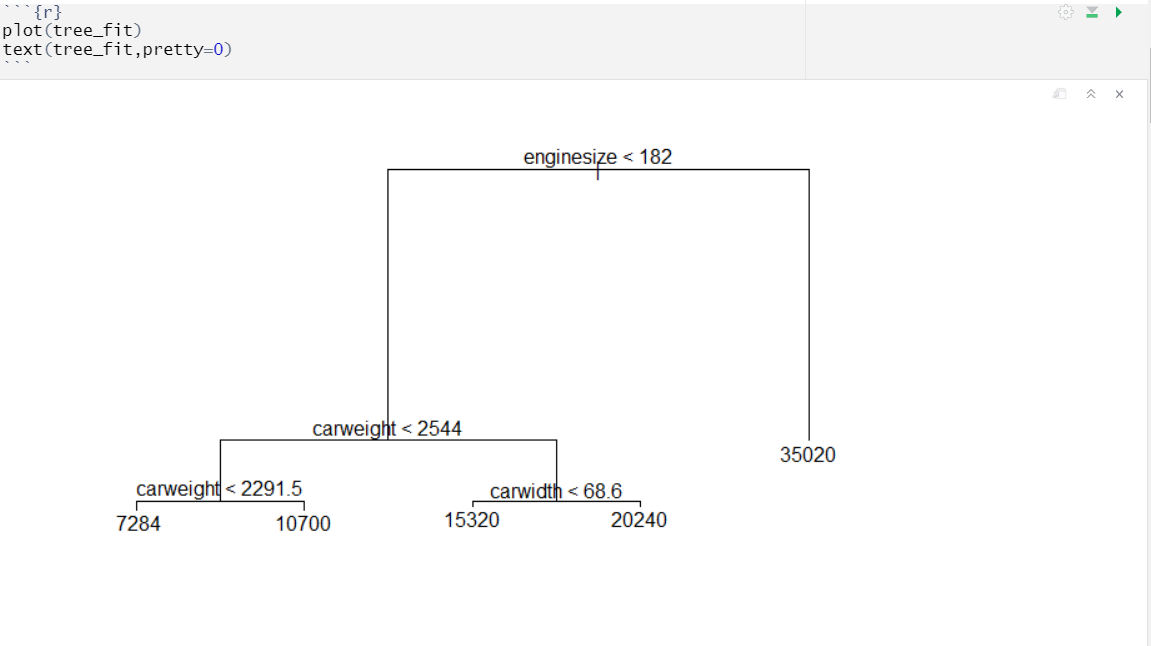 ```{r}
plot(tree_fit)
text(tree_fit,pretty=0)
```
enginesize < 182
carweight < 2544
35020
carweight < 2291.5
carwidth < 68.6
7284
10700
15320
20240